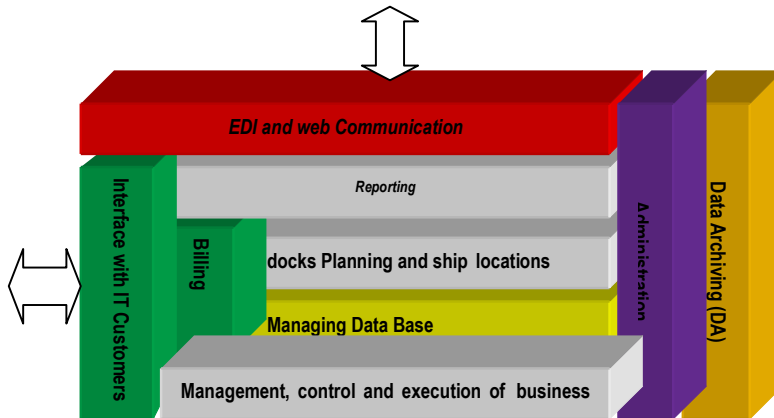 EDI and web Communication
Reporting
Interface with IT Customers
Billing
docks Planning and ship locations
Managing Data Base
Management, control and execution of business
Administration
Data Archiving (DA)